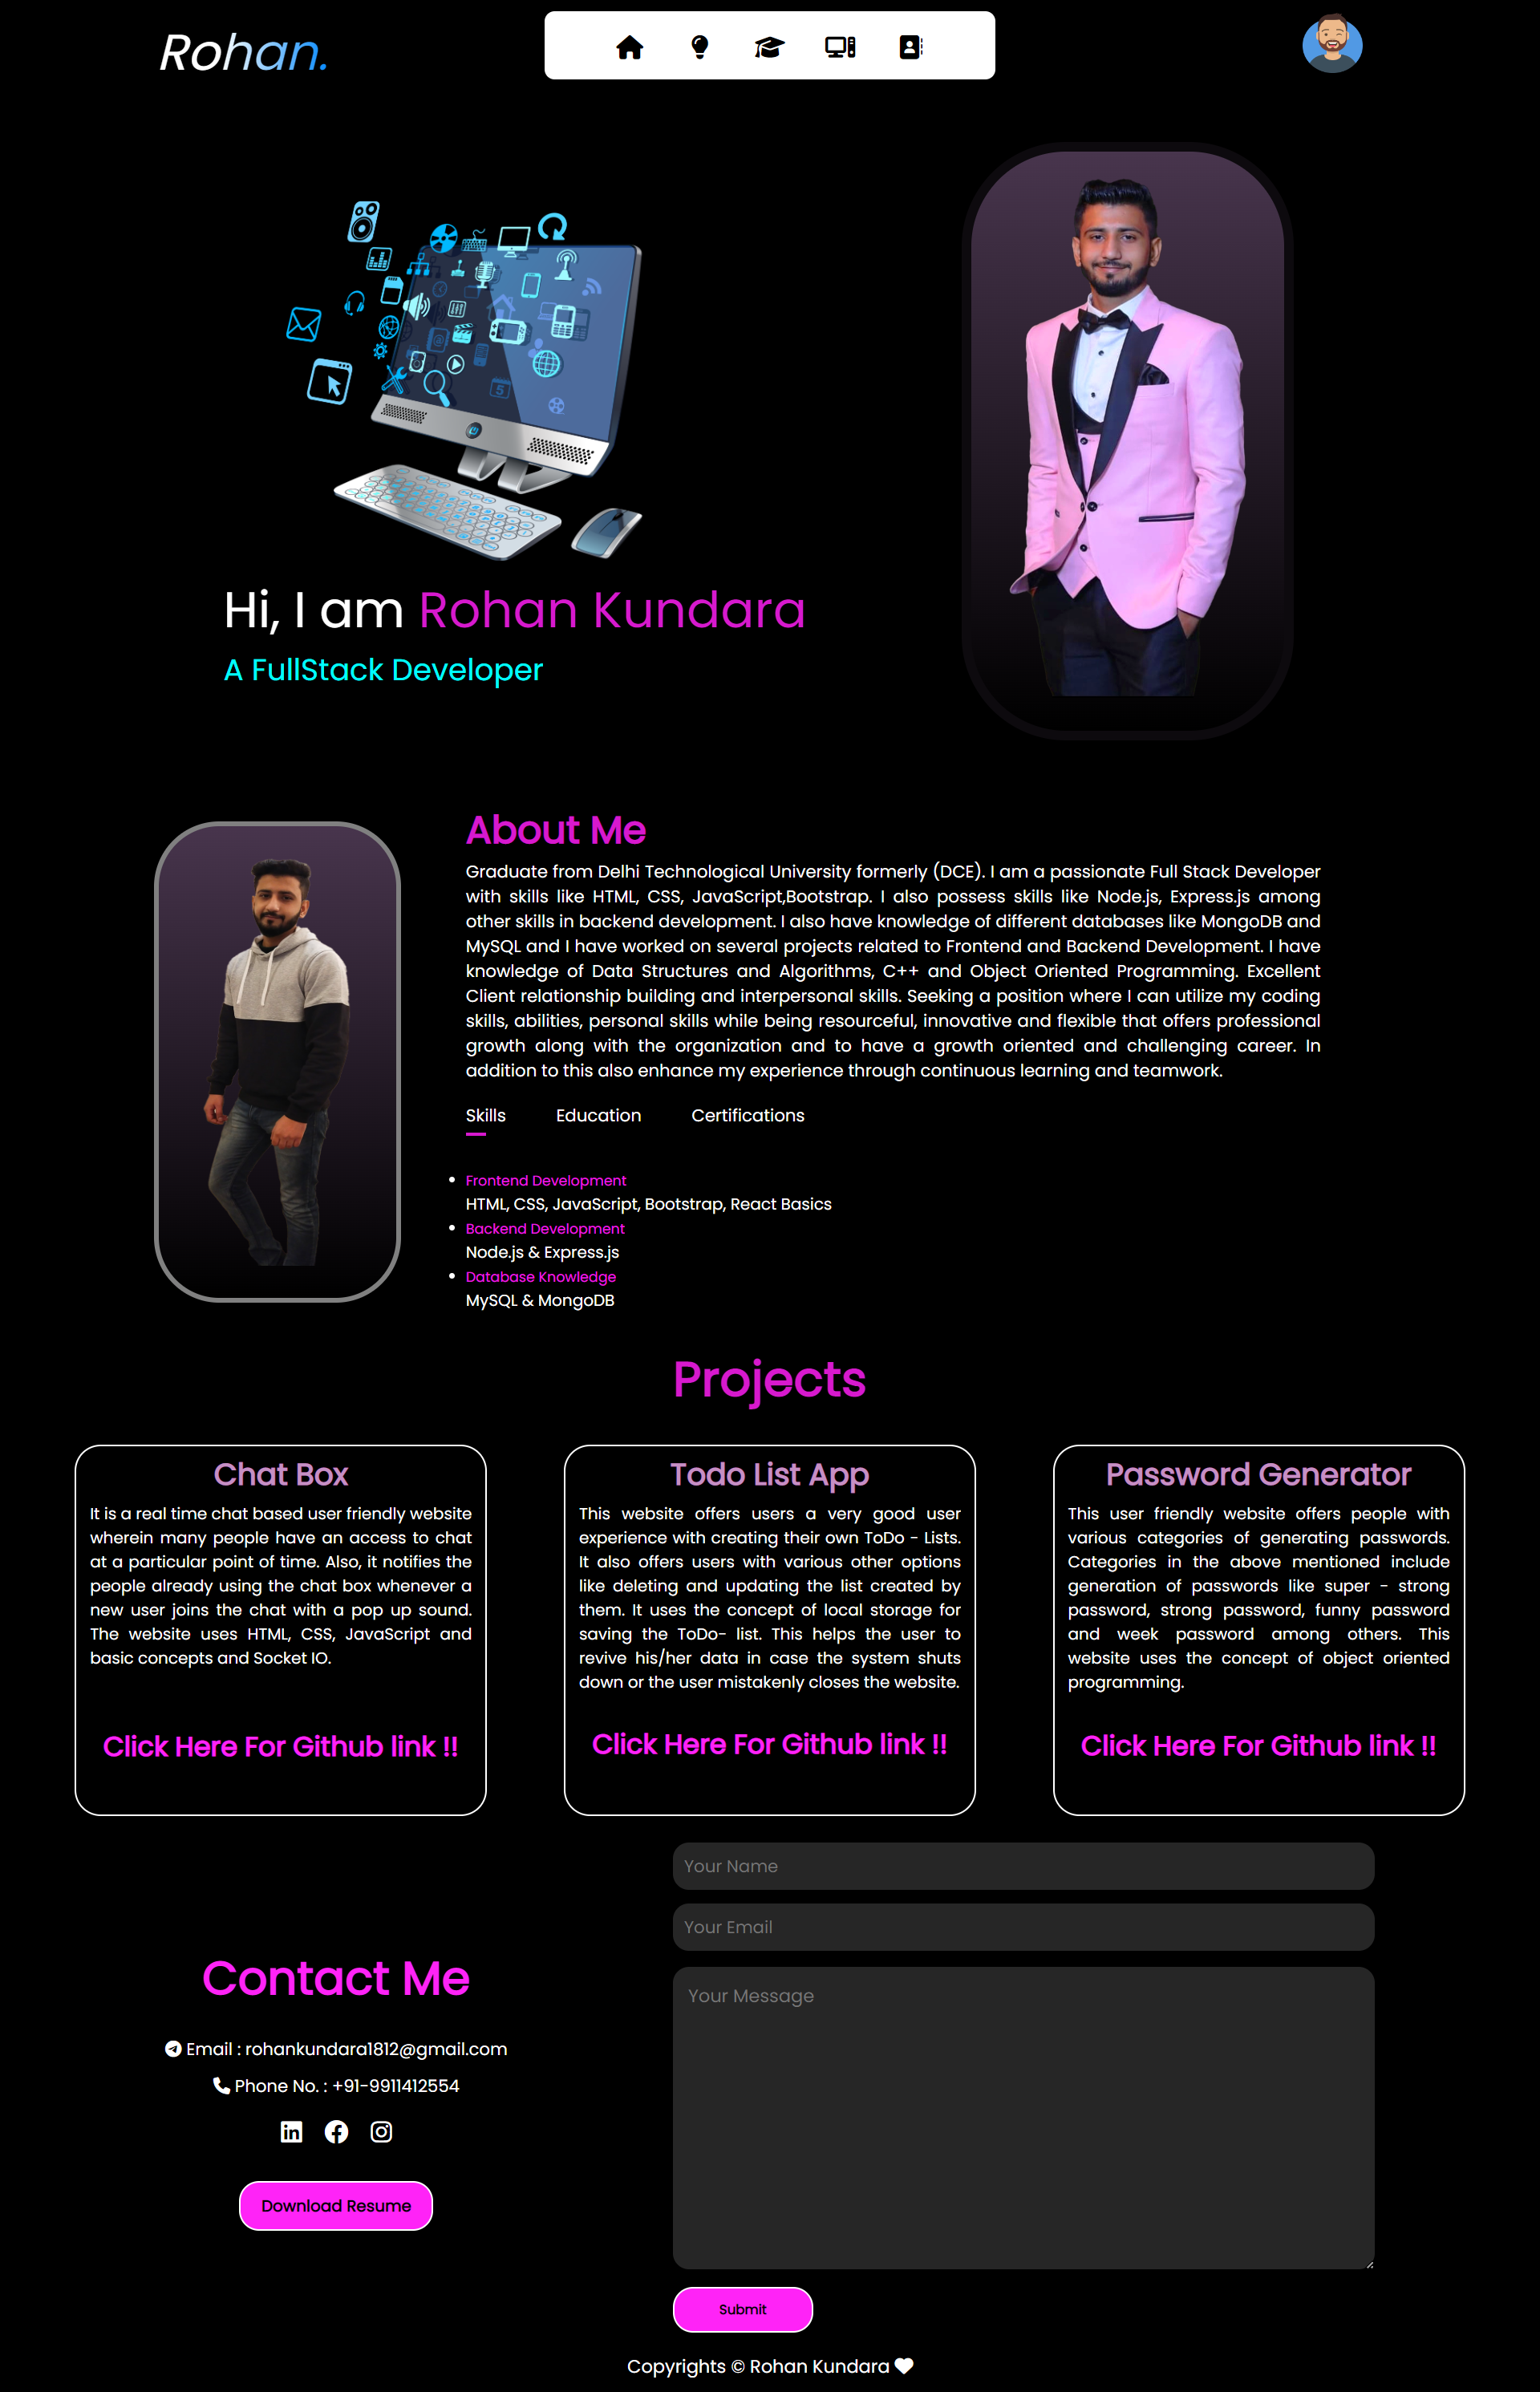 Rohan.
Hi, I am Rohan Kundara
A FullStack Developer
About Me
Graduate from Delhi Technological University formerly (DCE). I am a passionate Full Stack Developer
with skills like HTML, CSS, JavaScript,Bootstrap. I also possess skills like Node.js, Express.js among
other skills in backend development. I also have knowledge of different databases like MongoDB and
MySQL and I have worked on several projects related to Frontend and Backend Development. I have
knowledge of Data Structures and Algorithms, C++ and Object Oriented Programming. Excellent
Client relationship building and interpersonal skills. Seeking a position where I can utilize my coding
skills, abilities, personal skills while being resourceful, innovative and flexible that offers professional
growth along with the organization and to have a growth oriented and challenging career. In
addition to this also enhance my experience through continuous learning and teamwork.
Skills Education Certifications
Frontend Development
HTML, CSS, JavaScript, Bootstrap, React Basics
Backend Development
Node.js & Express.js
Database Knowledge
MySQL & MongoDB
Projects
Chat Box
It is a real time chat based user friendly website
wherein many people have an access to chat
at a particular point of time. Also, it notifies the
people already using the chat box whenever a
new user joins the chat with a pop up sound.
The website uses HTML, CSS, JavaScript and
basic concepts and Socket IO.
Click Here For Github link !!
Todo List App
This website offers users a very good user
experience with creating their own ToDo - Lists.
It also offers users with various other options
like deleting and updating the list created by
them. It uses the concept of local storage for
saving the ToDo- list. This helps the user to
revive his/her data in case the system shuts
down or the user mistakenly closes the website.
Click Here For Github link !!
Password Generator
This user friendly website offers people with
various categories of generating passwords.
Categories in the above mentioned include
generation of passwords like super - strong
password, strong password, funny password
and week password among others. This
website uses the concept of object oriented
programming.
Click Here For Github link !!
Contact Me
Email : rohankundara1812@gmail.com
Phone No. : +91-9911412554
Download Resume
Your Name
Your Email
Your Message
Submit
Copyrights © Rohan Kundara